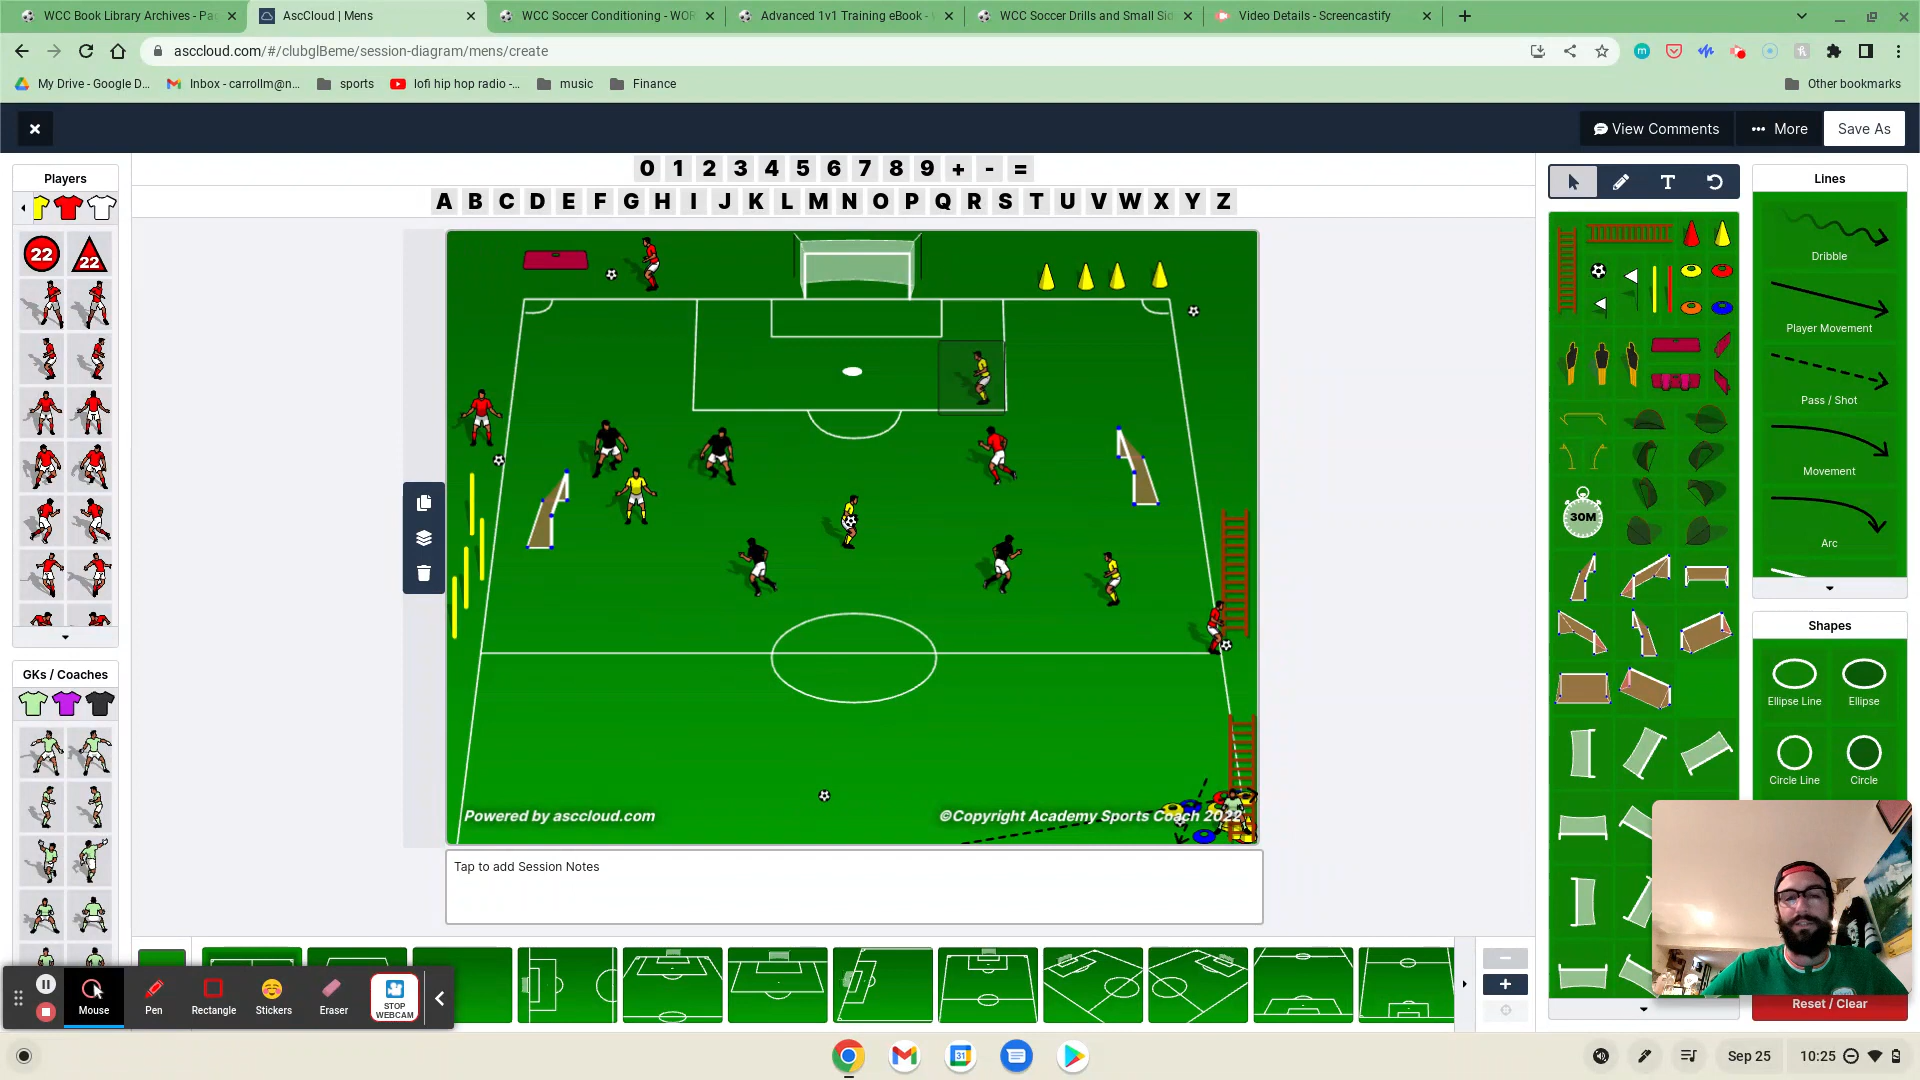 WCC Book Library Archives - Pa
AscCloud | Mens
WCC Soccer Conditioning - WOR
Advanced 1v1 Training eBook -
WCC Soccer Drills and Small Si
Video Details - Screencastify
asccloud.com/#/clubglBeme/session-diagram/mens/create
My Drive - Google D...
Inbox - carrollm@n...
sports
lofi hip hop radio -...
music
Finance
Other bookmarks
View Comments
More
Save As
0 1 2 3 4 5 6 7 8 9 + - =
A B C D E F G H I J K L M N O P Q R S T U V W X Y Z
Players
22
22
GKs / Coaches
Powered by asccloud.com
©Copyright Academy Sports Coach 2022
Tap to add Session Notes
T
30M
Lines
Dribble
Player Movement
Pass / Shot
Movement
Arc
Shapes
Ellipse Line
Ellipse
Circle Line
Circle
Reset / Clear
Mouse
Pen
Rectangle
Stickers
Eraser
STOP
WEBCAM
31
Sep 25
10:25